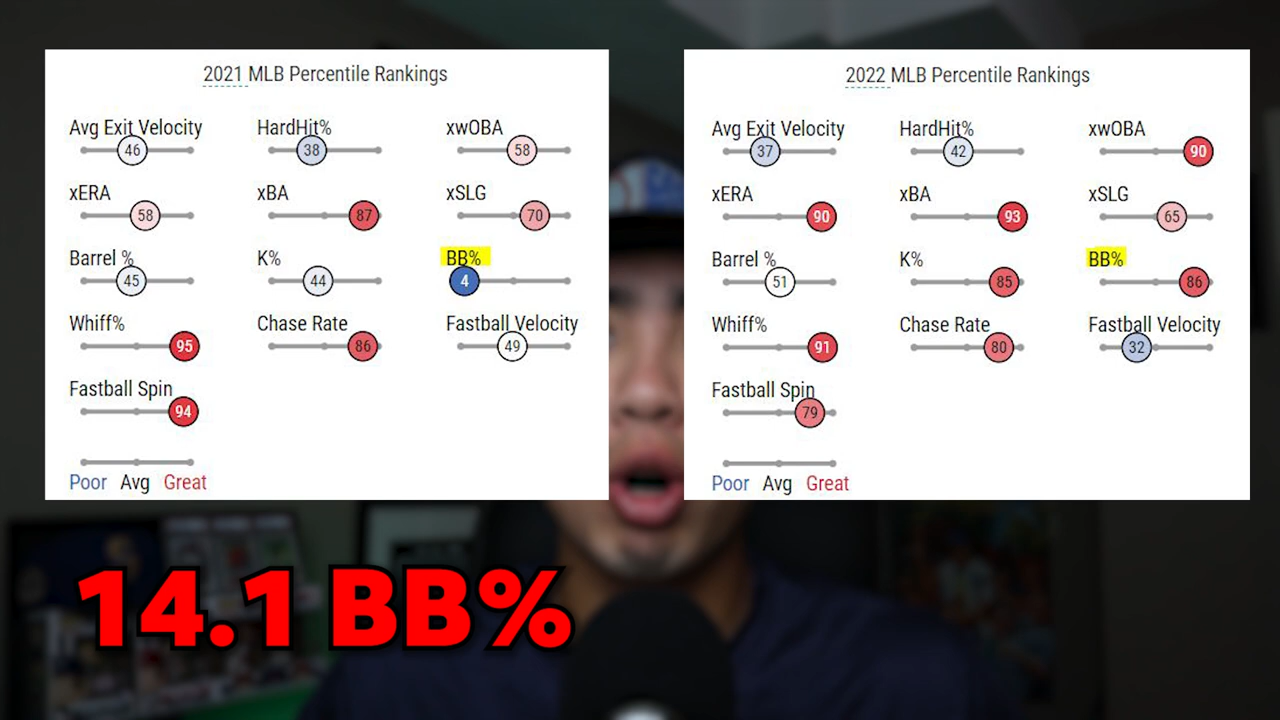 2021 MLB Percentile Rankings
Avg Exit Velocity HardHit% xwOBA
46 38 58
xERA xBA xSLG
58 87 70
Barrel % K% BB%
45 44 4
Whiff% Chase Rate Fastball Velocity
95 86 49
Fastball Spin
94
Poor Avg Great
2022 MLB Percentile Rankings
Avg Exit Velocity HardHit% xwOBA
37 42 90
xERA xBA xSLG
90 93 65
Barrel % K% BB%
51 85 86
Whiff% Chase Rate Fastball Velocity
91 80 32
Fastball Spin
79
Poor Avg Great
14.1 BB%